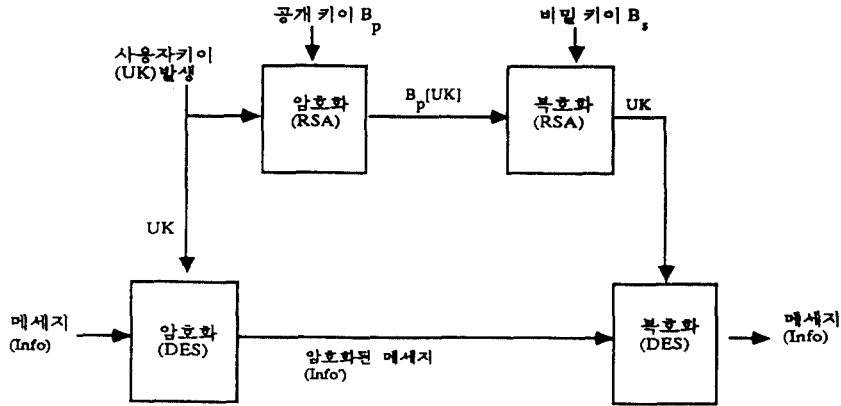 공개 키이 Bp
비밀 키이 Bs
사용자키이
(UK)발생
암호화
(RSA)
Bp[UK]
복호화
(RSA)
UK
UK
메세지
(Info)
암호화
(DES)
암호화된 메세지
(Info')
복호화
(DES)
메세지
(Info)